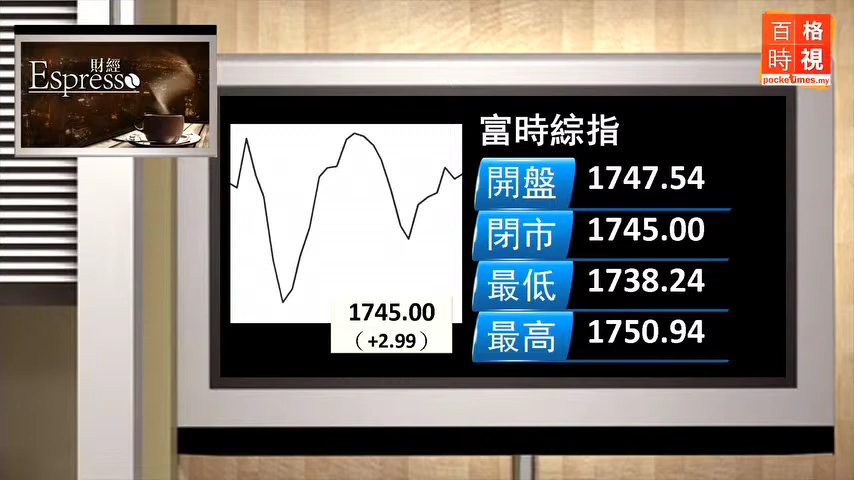 財經
Espresso
百格
時視
pocketimes.my
富時綜指
開盤 1747.54
閉市 1745.00
最低 1738.24
最高 1750.94
1745.00
(+2.99)